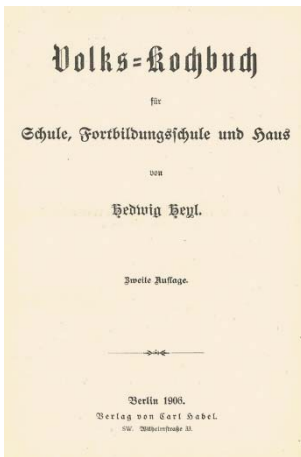 Volks-Kochbuch
für
Schule, Fortbildungsschule und Haus
von
Hedwig Heyl.
Zweite Auflage.
Berlin 1906.
Verlag von Carl Habel.
SW. Wilhelmstraße 33.